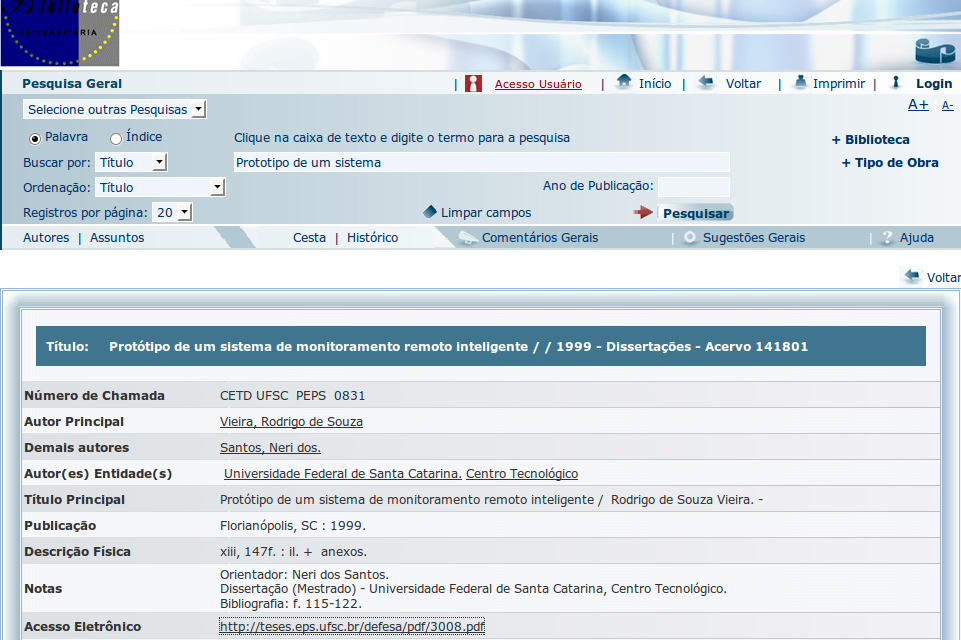 Biblioteca
UNIVERSITÁRIA
Pesquisa Geral | Acesso Usuário | Início | Voltar | Imprimir | Login
Selecione outras Pesquisas A+ A-
Palavra Índice Clique na caixa de texto e digite o termo para a pesquisa + Biblioteca
Buscar por: Título Prototipo de um sistema + Tipo de Obra
Ordenação: Título Ano de Publicação:
Registros por página: 20 Limpar campos Pesquisar
Autores | Assuntos Cesta | Histórico Comentários Gerais | Sugestões Gerais | Ajuda
Voltar
Título: Protótipo de um sistema de monitoramento remoto inteligente / / 1999 - Dissertações - Acervo 141801
Número de Chamada CETD UFSC PEPS 0831
Autor Principal Vieira, Rodrigo de Souza
Demais autores Santos, Neri dos.
Autor(es) Entidade(s) Universidade Federal de Santa Catarina. Centro Tecnológico
Título Principal Protótipo de um sistema de monitoramento remoto inteligente / Rodrigo de Souza Vieira. -
Publicação Florianópolis, SC : 1999.
Descrição Física xiii, 147f. : il. + anexos.
Notas Orientador: Neri dos Santos.
Dissertação (Mestrado) - Universidade Federal de Santa Catarina, Centro Tecnológico.
Bibliografia: f. 115-122.
Acesso Eletrônico http://teses.eps.ufsc.br/defesa/pdf/3008.pdf